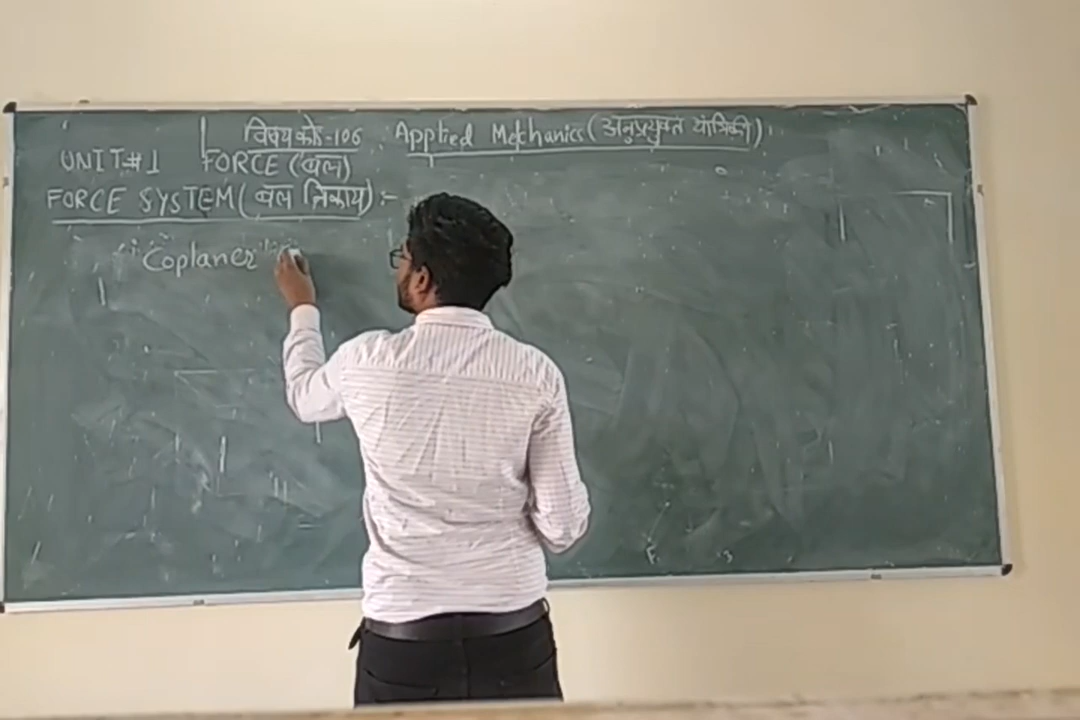 विषय कोड-106 Applied Mechanics (अनुप्रयुक्त यांत्रिकी)
UNIT#1 FORCE (बल)
FORCE SYSTEM (बल निकाय) :-
Coplaner